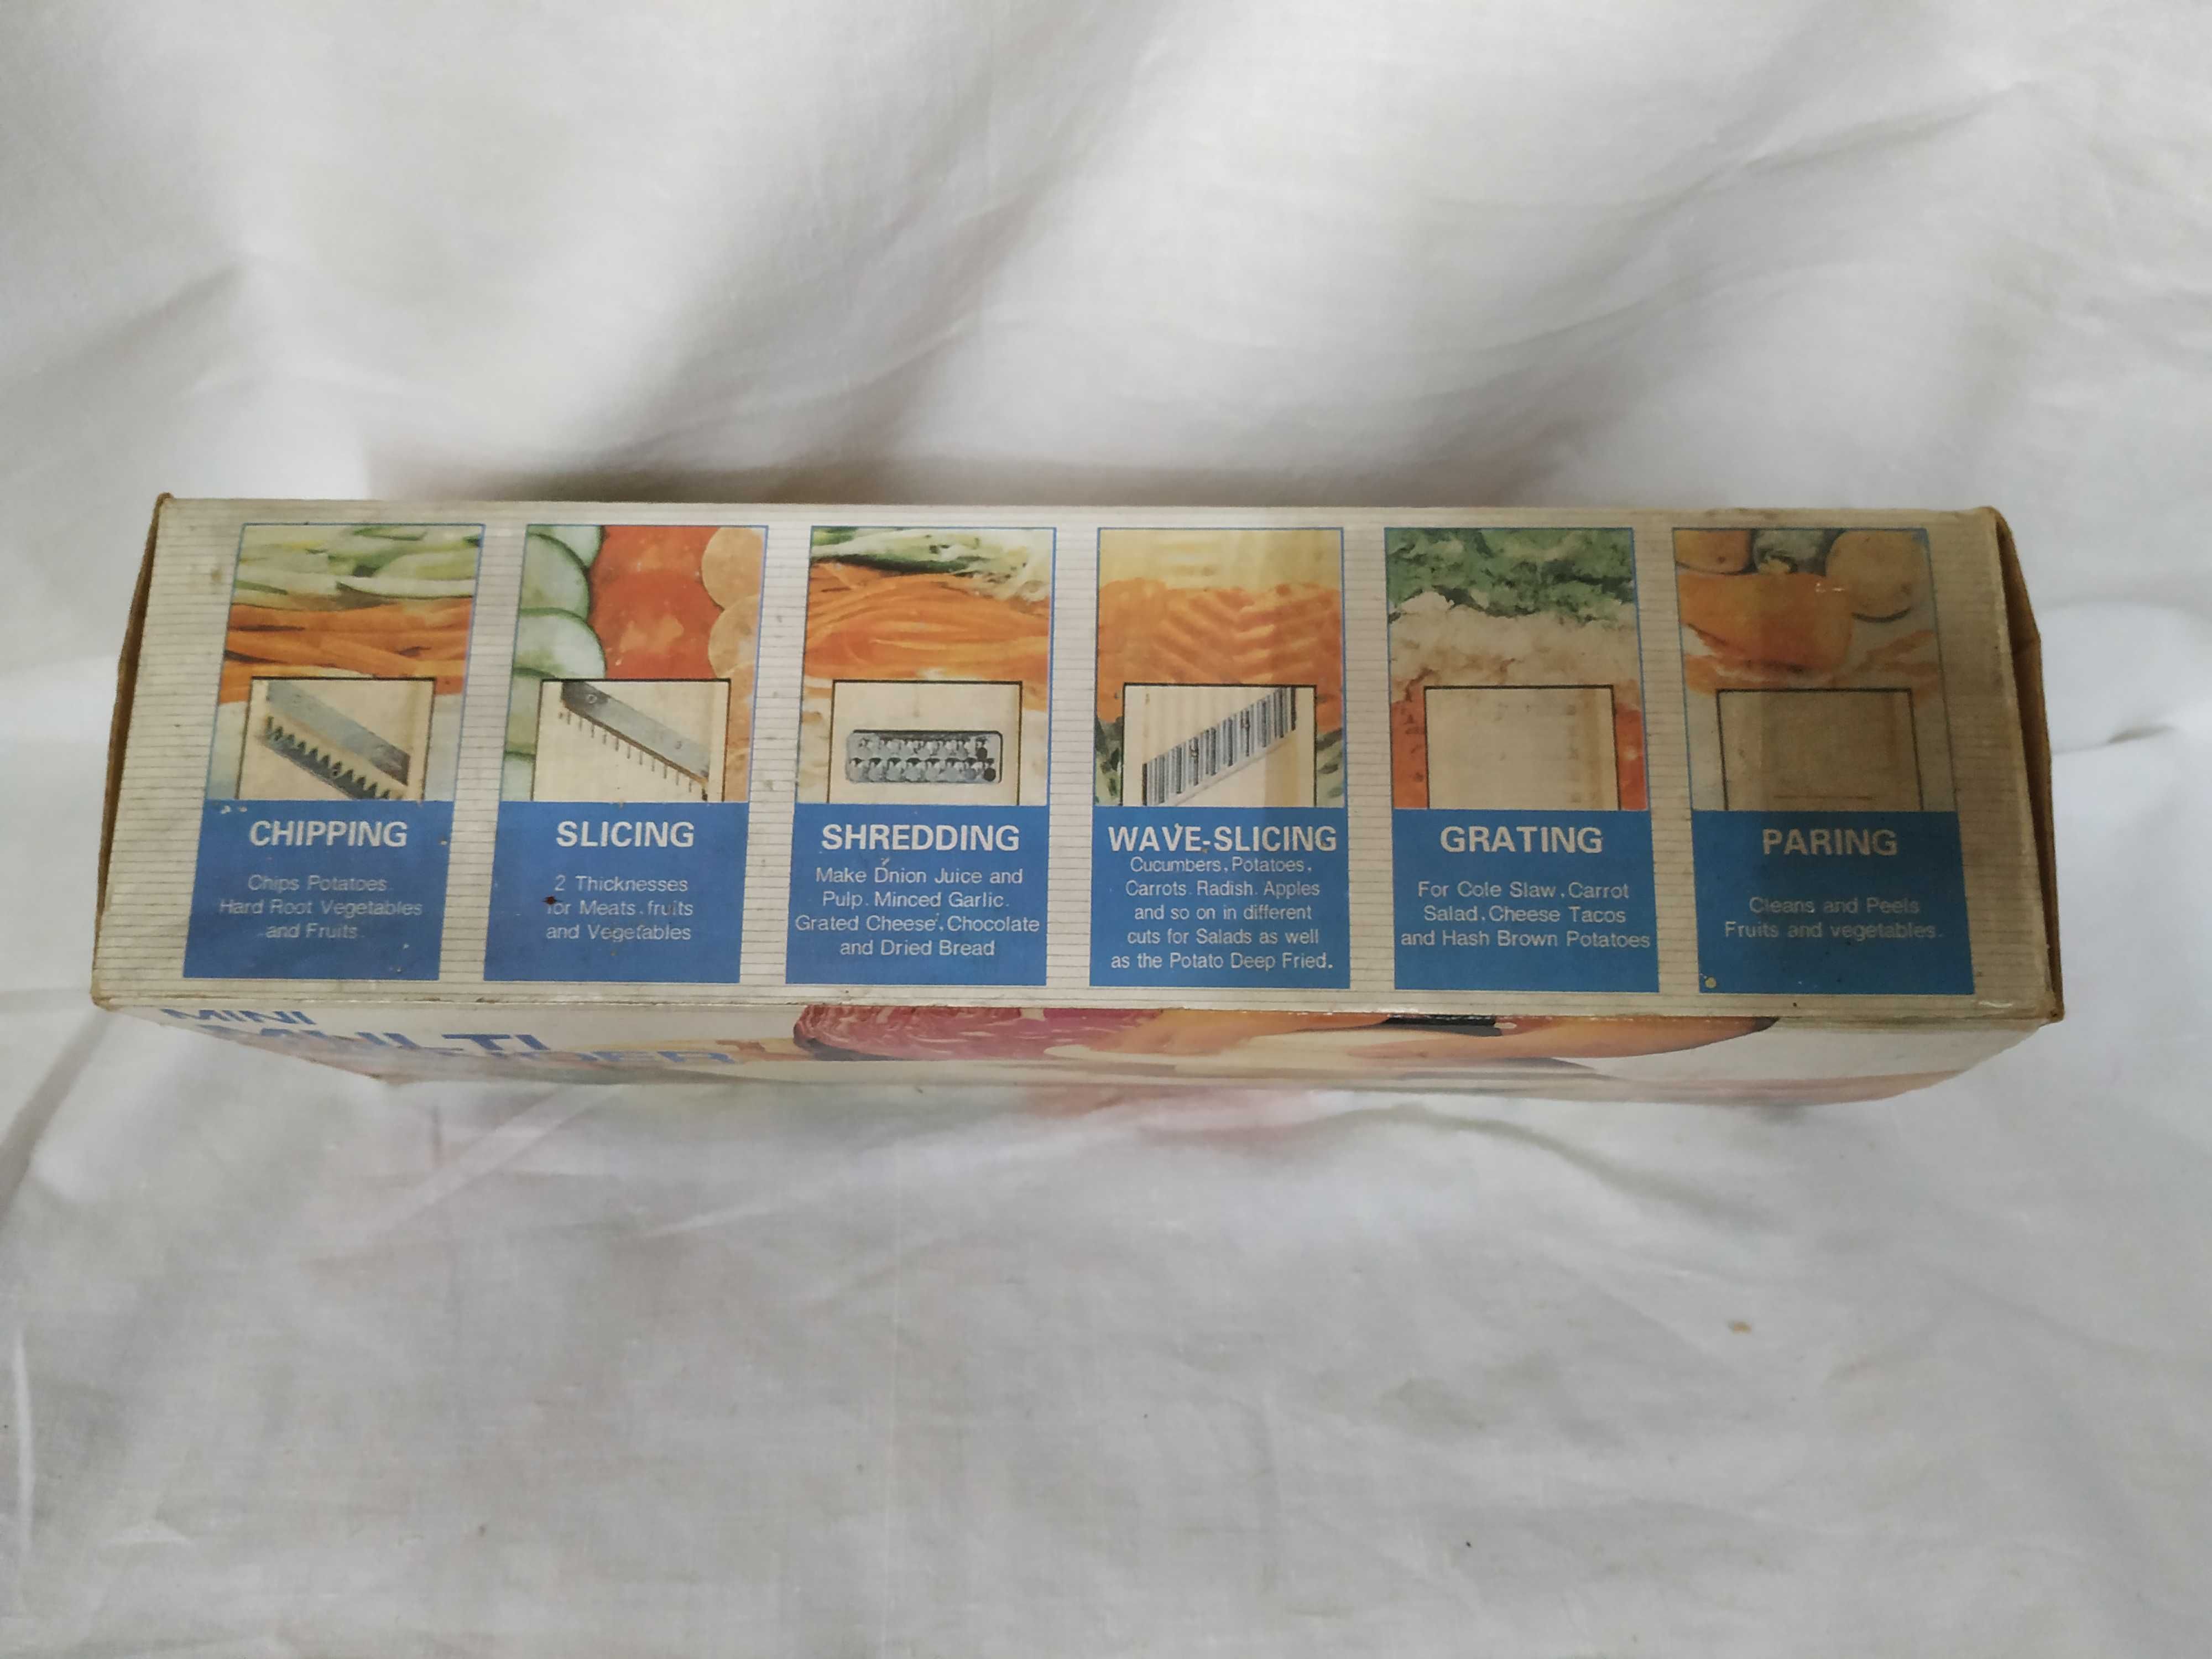 CHIPPING
Chips Potatoes.
Hard Root Vegetables
and Fruits.
SLICING
2 Thicknesses
for Meats.fruits
and Vegetables
SHREDDING
Make Dnion Juice and
Pulp. Minced Garlic.
Grated Cheese, Chocolate
and Dried Bread
WAVE-SLICING
Cucumbers, Potatoes,
Carrots. Radish. Apples
and so on in different
cuts for Salads as well
as the Potato Deep Fried.
GRATING
For Cole Slaw, Carrot
Salad, Cheese Tacos
and Hash Brown Potatoes
PARING
Cleans and Peels
Fruits and vegetables.
MINI
MULTI